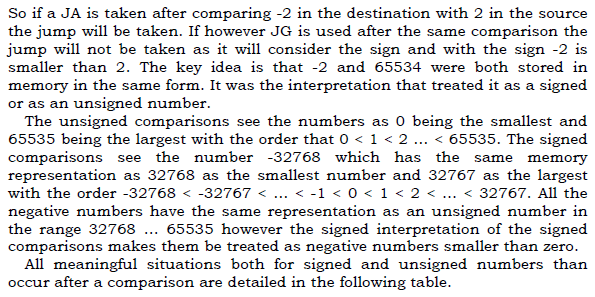 So if a JA is taken after comparing -2 in the destination with 2 in the source
the jump will be taken. If however JG is used after the same comparison the
jump will not be taken as it will consider the sign and with the sign -2 is
smaller than 2. The key idea is that -2 and 65534 were both stored in
memory in the same form. It was the interpretation that treated it as a signed
or as an unsigned number.
The unsigned comparisons see the numbers as 0 being the smallest and
65535 being the largest with the order that 0 < 1 < 2 ... < 65535. The signed
comparisons see the number -32768 which has the same memory
representation as 32768 as the smallest number and 32767 as the largest
with the order -32768 < -32767 < ... < -1 < 0 < 1 < 2 < ... < 32767. All the
negative numbers have the same representation as an unsigned number in
the range 32768 ... 65535 however the signed interpretation of the signed
comparisons makes them be treated as negative numbers smaller than zero.
All meaningful situations both for signed and unsigned numbers than
occur after a comparison are detailed in the following table.